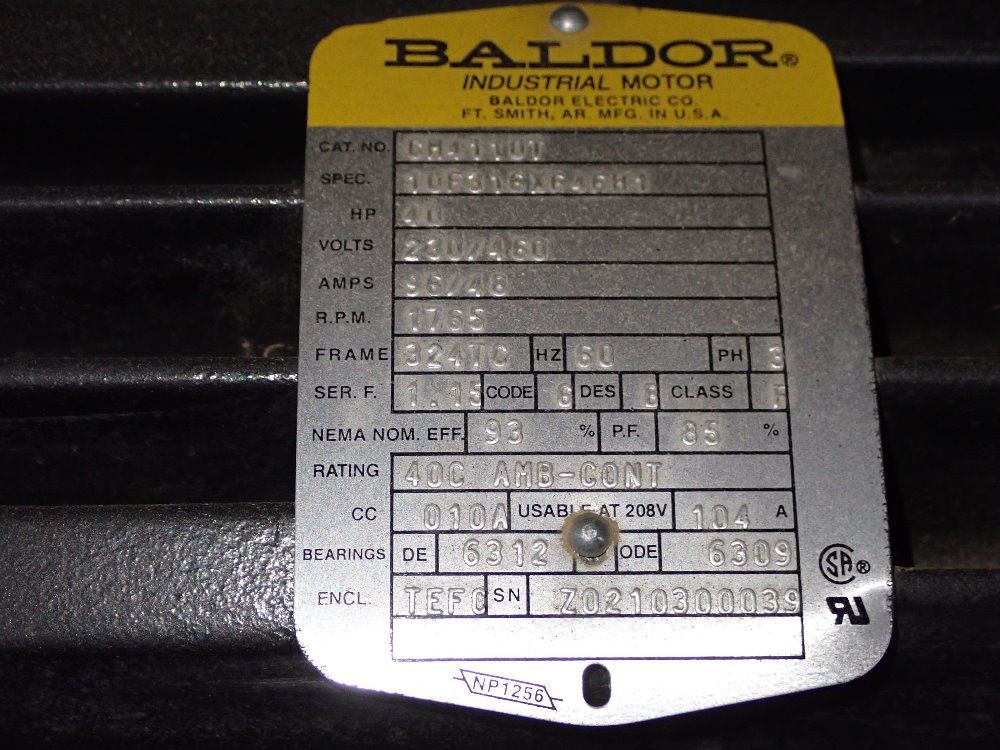 BALDOR®
INDUSTRIAL MOTOR
BALDOR ELECTRIC CO.
FT. SMITH, AR. MFG. IN U.S.A.
CAT. NO. CM4110T
SPEC.
HP 40
VOLTS 230/460
AMPS 96/48
R.P.M. 1765
FRAME 324TC HZ 60 PH 3
SER. F. 1.15 CODE G DES B CLASS F
NEMA NOM. EFF. 93 % P.F. 85 %
RATING 40C AMB-CONT
CC 010A USABLE AT 208V 104 A
BEARINGS DE 6312 ODE 6309
ENCL. TEFC SN Z0210300039
SA®
NP1256